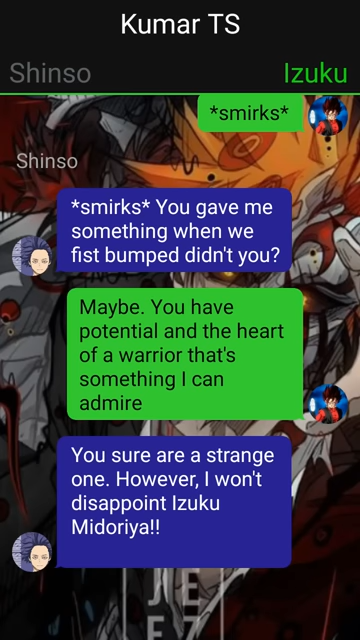 Kumar TS
Shinso
Izuku
*smirks*
Shinso
*smirks* You gave me
something when we
fist bumped didn't you?
Maybe. You have
potential and the heart
of a warrior that's
something I can
admire
You sure are a strange
one. However, I won't
disappoint Izuku
Midoriya!!